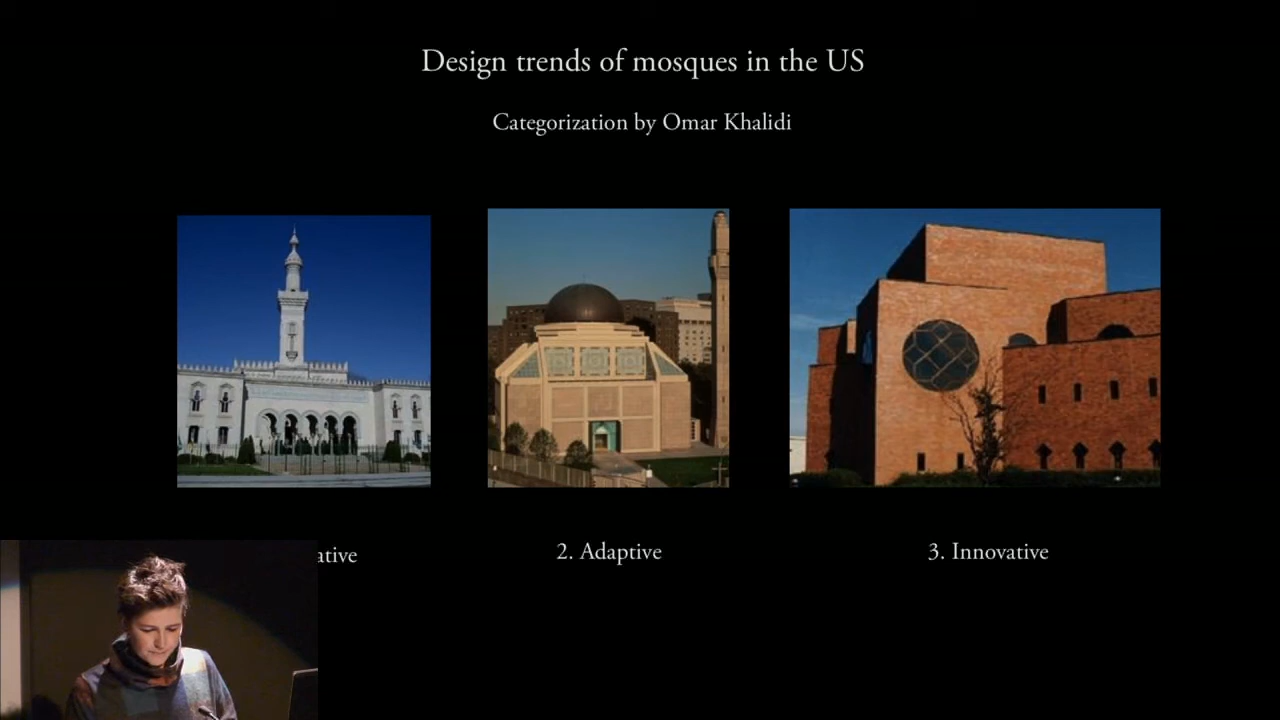 Design trends of mosques in the US
Categorization by Omar Khalidi
ative
2. Adaptive
3. Innovative